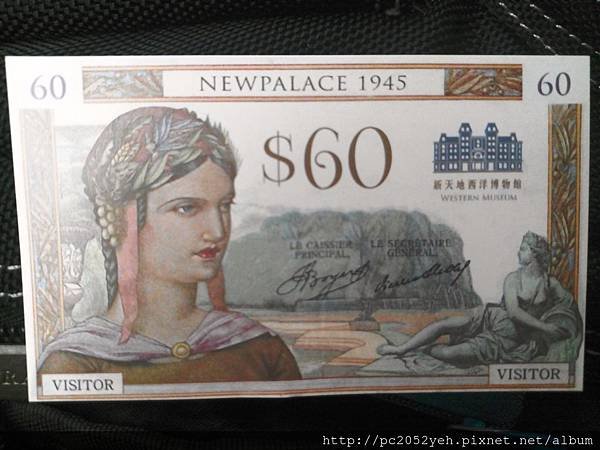 60
NEWPALACE 1945
60
$60
新天地西洋博物館
WESTERN MUSEUM
LE CAISSIER
PRINCIPAL,
LE SECRÉTAIRE
GÉNÉRAL,
VISITOR
VISITOR
http://pc2052yeh.pixnet.net/album